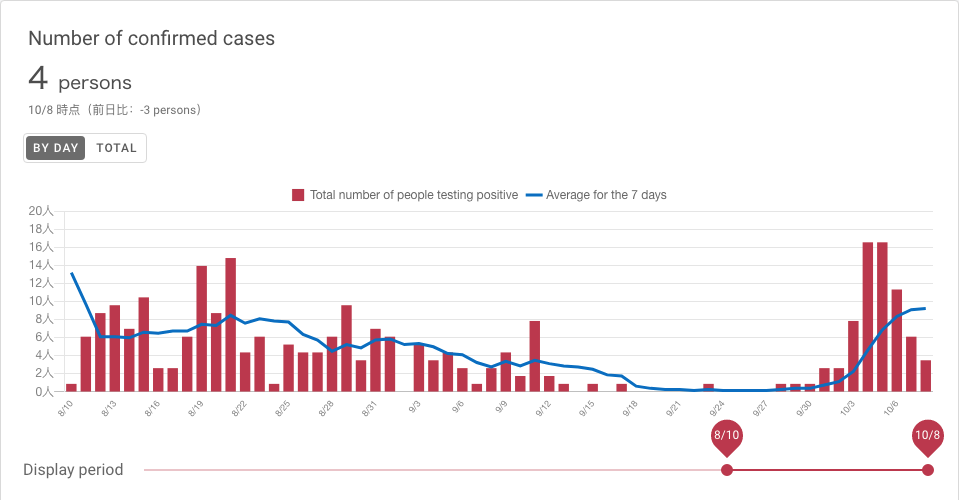 Number of confirmed cases
4 persons
10/8 時点（前日比：-3 persons）
BY DAY TOTAL
Total number of people testing positive Average for the 7 days
20人
18人
16人
14人
12人
10人
8人
6人
4人
2人
0人
8/10 8/13 8/16 8/19 8/22 8/25 8/28 8/31 9/3 9/6 9/9 9/12 9/15 9/18 9/21 9/24 9/27 9/30 10/3 10/6
8/10 10/8
Display period